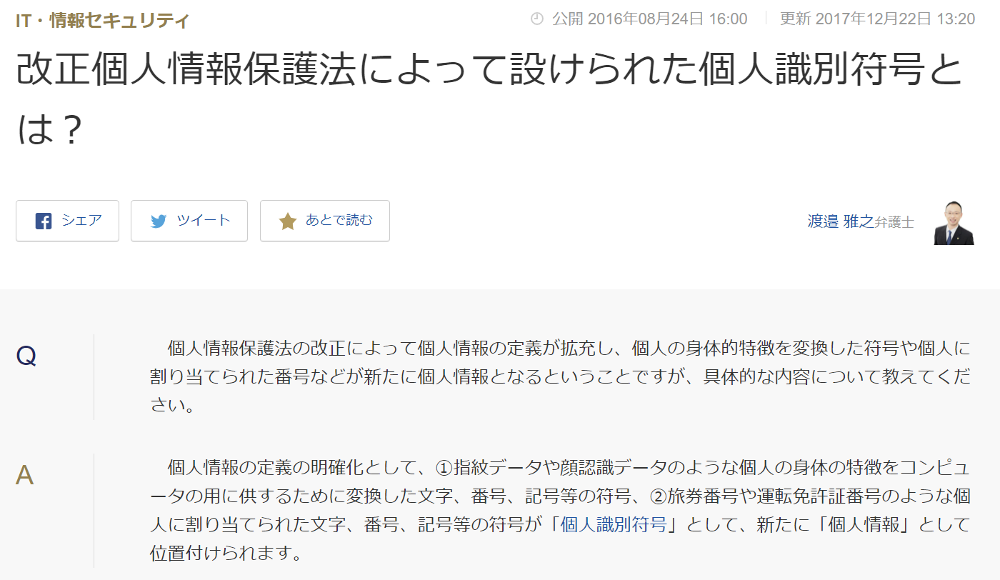 IT・情報セキュリティ
公開 2016年08月24日 16:00
更新 2017年12月22日 13:20
改正個人情報保護法によって設けられた個人識別符号と
は？
シェア
ツイート
あとで読む
渡邉 雅之弁護士
Q
個人情報保護法の改正によって個人情報の定義が拡充し、個人の身体的特徴を変換した符号や個人に
割り当てられた番号などが新たに個人情報となるということですが、具体的な内容について教えてくだ
さい。
A
個人情報の定義の明確化として、①指紋データや顔認識データのような個人の身体の特徴をコンピュ
ータの用に供するために変換した文字、番号、記号等の符号、②旅券番号や運転免許証番号のような個
人に割り当てられた文字、番号、記号等の符号が「個人識別符号」として、新たに「個人情報」として
位置付けられます。